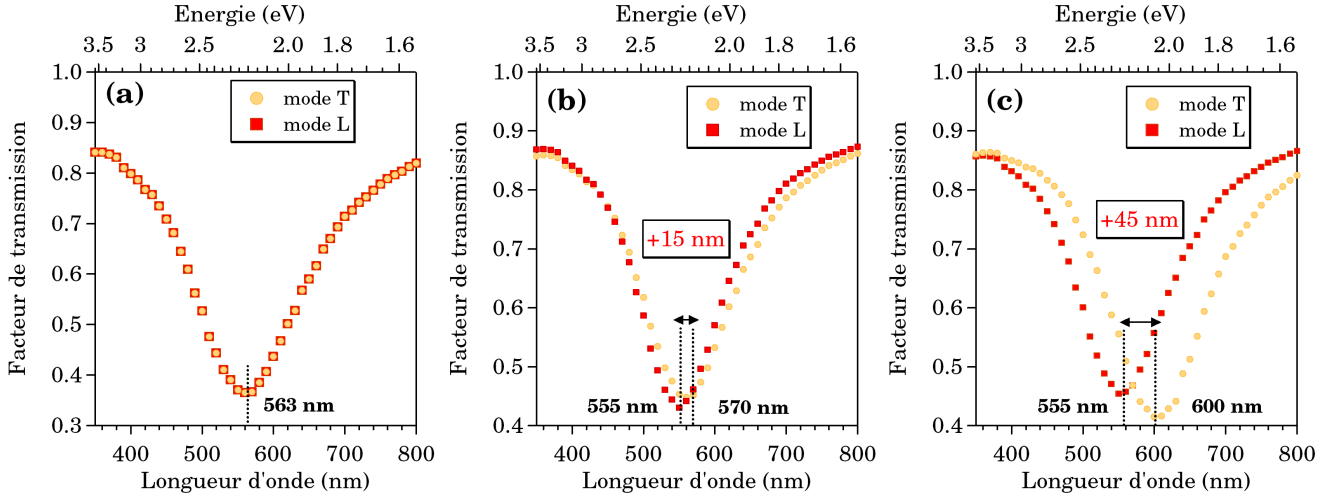 Energie (eV)
3.5 3 2.5 2.0 1.8 1.6
1.0
0.9
0.8
0.7
0.6
0.5
0.4
0.3
Facteur de transmission
(a)
mode T
mode L
563 nm
400 500 600 700 800
Longueur d'onde (nm)
Energie (eV)
3.5 3 2.5 2.0 1.8 1.6
1.0
0.9
0.8
0.7
0.6
0.5
0.4
Facteur de transmission
(b)
mode T
mode L
+15 nm
555 nm 570 nm
400 500 600 700 800
Longueur d'onde (nm)
Energie (eV)
3.5 3 2.5 2.0 1.8 1.6
1.0
0.9
0.8
0.7
0.6
0.5
0.4
Facteur de transmission
(c)
mode T
mode L
+45 nm
555 nm 600 nm
400 500 600 700 800
Longueur d'onde (nm)